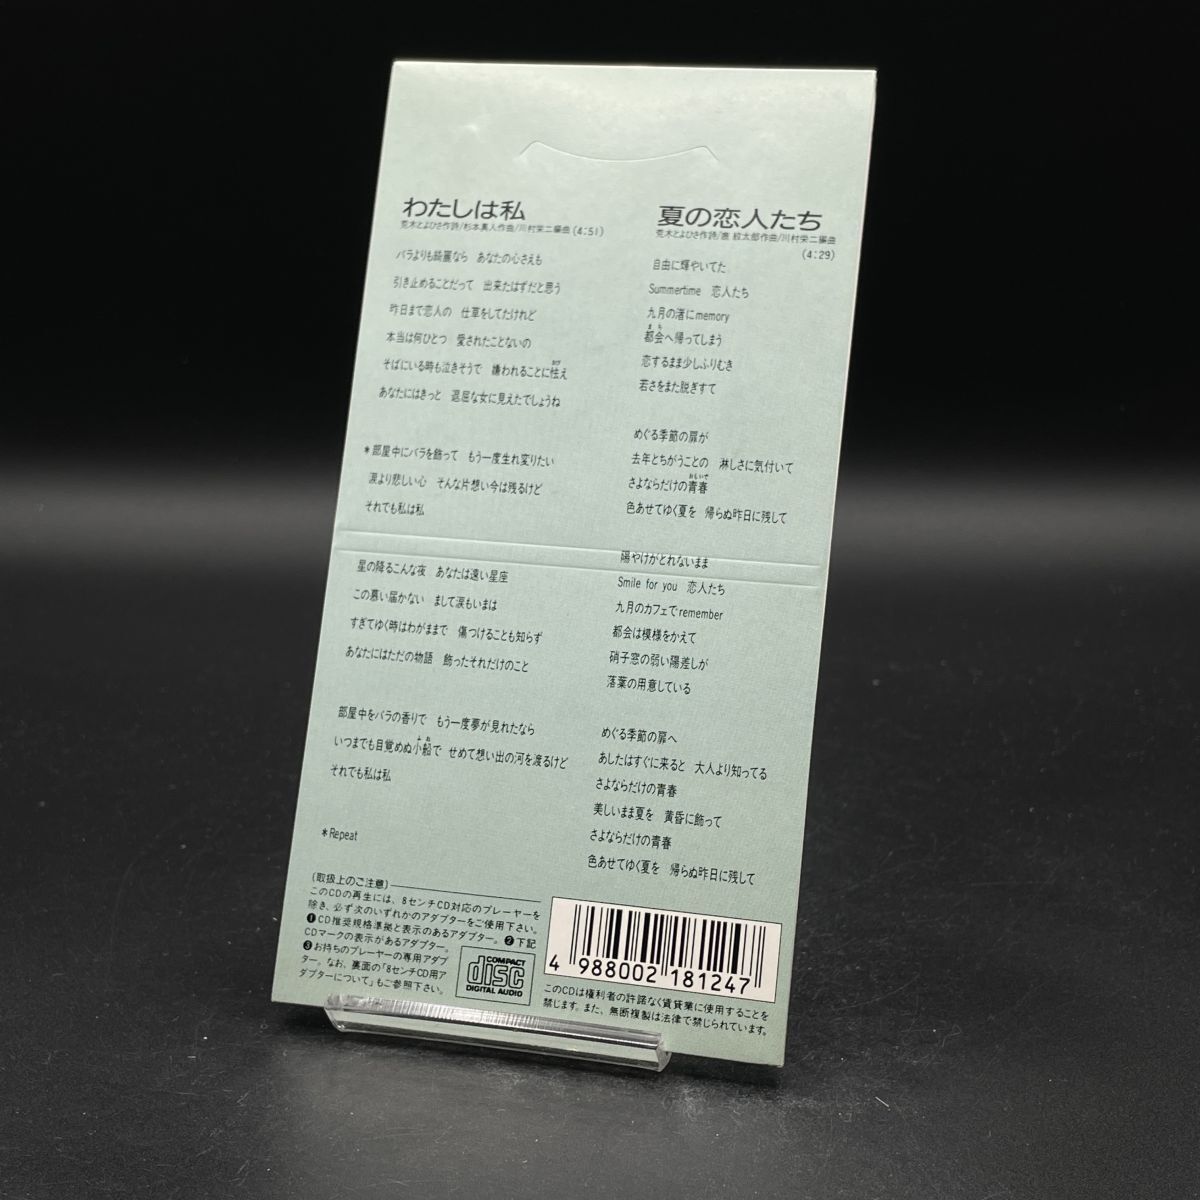 わたしは私
荒木とよひさ作詩/杉本真人作曲/川村栄二編曲(4:51)
バラよりも綺麗なら あなたの心さえも
引き止めることだって 出来たはずだと思う
昨日まで恋人の 仕草をしてたけれど
本当は何ひとつ 愛されたことないの
そばにいる時も泣きそうで 嫌われることに怯え
あなたにはきっと 退屈な女に見えたでしょうね
*部屋中にバラを飾って もう一度生れ変りたい
涙より悲しい心 そんな片想い今は残るけど
それでも私は私
星の降るこんな夜 あなたは遠い星座
この慕い届かない まして涙もいまは
すぎてゆく時はわがままで 傷つけることも知らず
あなたにはただの物語 飾ったそれだけのこと
部屋中をバラの香りで もう一度夢が見れたなら
いつまでも目覚めぬ小船で せめて想い出の河を渡るけど
それでも私は私
*Repeat
夏の恋人たち
荒木とよひさ作詩/ 紋太郎作曲/川村栄二編曲
(4:29)
自由に輝やいてた
Summertime 恋人たち
九月の渚にmemory
都会へ帰ってしまう
恋するまま少しふりむき
若さをまた脱ぎすて
めぐる季節の扉が
去年とちがうことの 淋しさに気付いて
さよならだけの青春
色あせてゆく夏を 帰らぬ昨日に残して
陽やけがとれないまま
Smile for you 恋人たち
九月のカフェでremember
都会は模様をかえて
硝子窓の弱い陽差しが
落葉の用意している
めぐる季節の扉へ
あしたはすぐに来ると 大人より知ってる
さよならだけの青春
美しいまま夏を 黄昏に飾って
さよならだけの青春
色あせてゆく夏を 帰らぬ昨日に残して
(取扱上のご注意)
このCDの再生には、8センチCD対応のプレーヤーを
除き、必ず次のいずれかのアダプターをご使用下さい。
❶CD推奨規格準拠と表示のあるアダプター。❷下記
CDマークの表示があるアダプター。
❸お持ちのプレーヤーの専用アダプ
ター。なお、裏面の「8センチCD用ア
ダプターについて」もご参照下さい。
COMPACT
disc
DIGITAL AUDIO
4 988002 181247
このCDは権利者の許諾なく賃貸業に使用することを
禁じます。また、無断複製は法律で禁じられています。